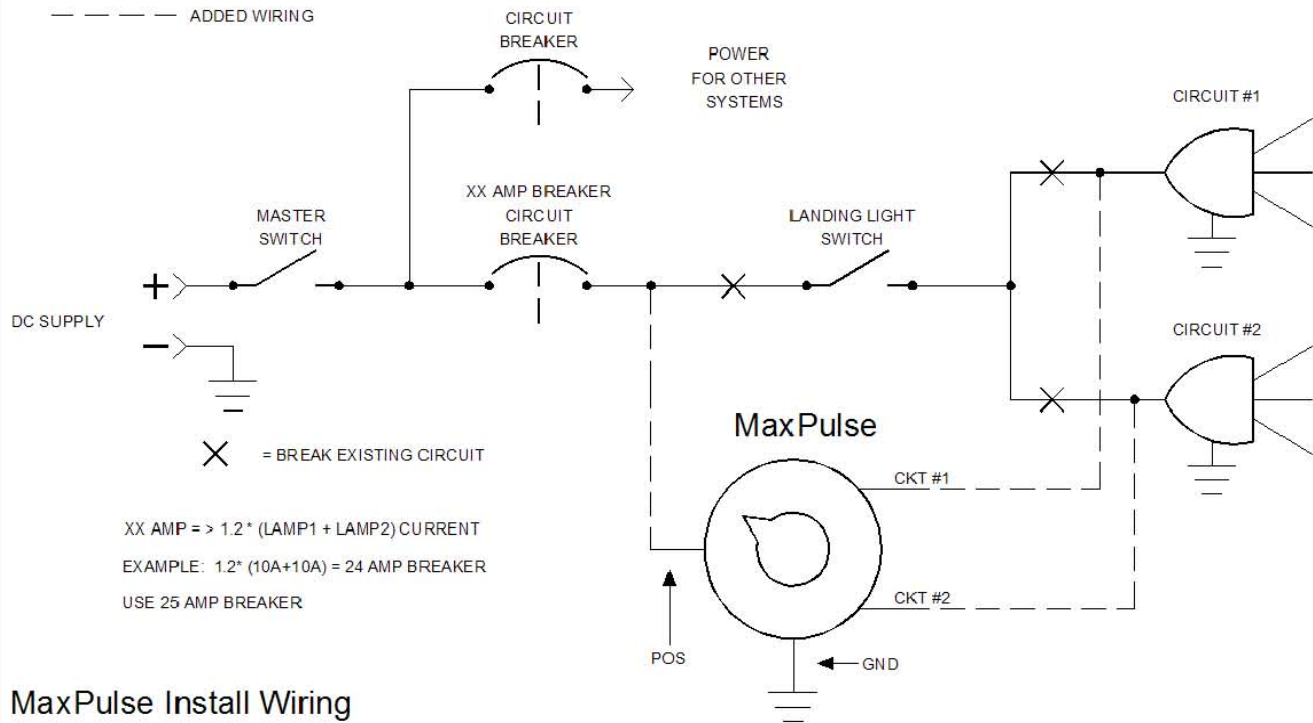 ADDED WIRING
CIRCUIT
BREAKER
POWER
FOR OTHER
SYSTEMS
CIRCUIT #1
XX AMP BREAKER
CIRCUIT
BREAKER
MASTER
SWITCH
LANDING LIGHT
SWITCH
+
DC SUPPLY
−
CIRCUIT #2
MaxPulse
X = BREAK EXISTING CIRCUIT
CKT #1
XX AMP = > 1.2 * (LAMP1 + LAMP2) CURRENT
EXAMPLE: 1.2* (10A+10A) = 24 AMP BREAKER
USE 25 AMP BREAKER
CKT #2
POS
GND
MaxPulse Install Wiring